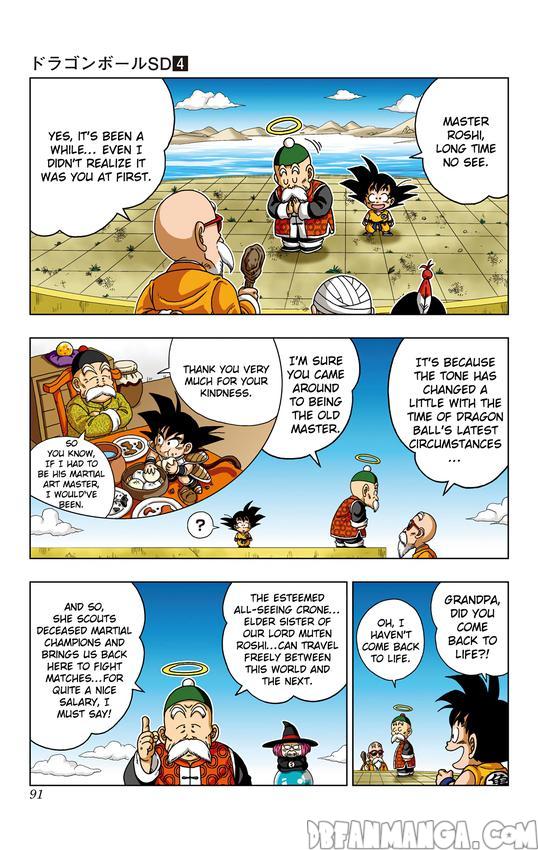 ドラゴンボールSD4
MASTER
ROSHI,
LONG TIME
NO SEE.
YES, IT'S BEEN A
WHILE... EVEN I
DIDN'T REALIZE IT
WAS YOU AT FIRST.
IT'S BECAUSE
THE TONE HAS
CHANGED A
LITTLE WITH THE
TIME OF DRAGON
BALL'S LATEST
CIRCUMSTANCES
...
I'M SURE
YOU CAME
AROUND
TO BEING
THE OLD
MASTER.
THANK YOU VERY
MUCH FOR YOUR
KINDNESS.
SO
YOU KNOW,
IF I HAD TO
BE HIS MARTIAL
ART MASTER,
I WOULD'VE
BEEN.
?
GRANDPA,
DID YOU
COME
BACK TO
LIFE?!
OH, I
HAVEN'T
COME BACK
TO LIFE.
THE ESTEEMED
ALL-SEEING CRONE...
ELDER SISTER OF
OUR LORD MUTEN
ROSHI...CAN TRAVEL
FREELY BETWEEN
THIS WORLD AND
THE NEXT.
AND SO,
SHE SCOUTS
DECEASED MARTIAL
CHAMPIONS AND
BRINGS US BACK
HERE TO FIGHT
MATCHES...FOR
QUITE A NICE
SALARY, I
MUST SAY!
91
DBFANMANGA.COM